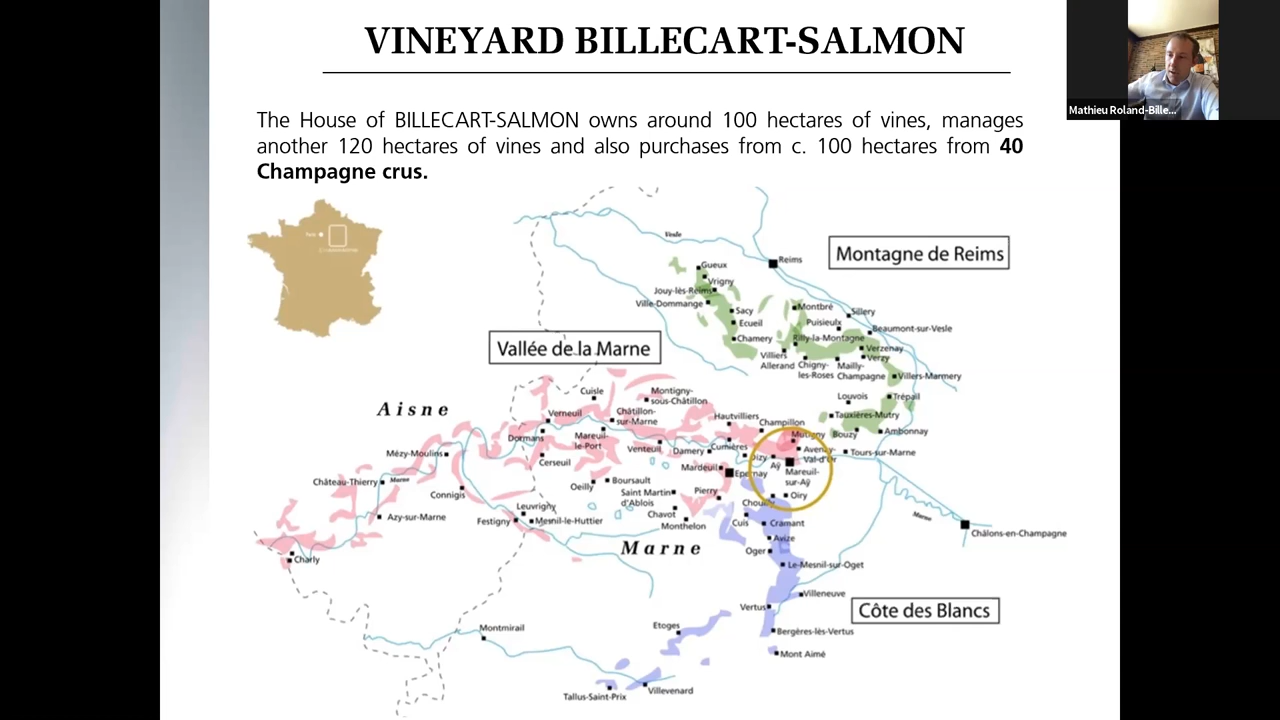 VINEYARD BILLECART-SALMON
Mathieu Roland-Bille...
The House of BILLECART-SALMON owns around 100 hectares of vines, manages
another 120 hectares of vines and also purchases from c. 100 hectares from 40
Champagne crus.
Paris
Vesle
Reims
Montagne de Reims
Gueux
Vrigny
Jouy-lès-Reims
Ville-Dommange
Sacy
Ecueil
Chamery
Montbré
Puisieulx
Sillery
Beaumont-sur-Vesle
Rilly-la-Montagne
Verzenay
Verzy
Villiers
Allerand
Chigny-
les-Roses
Mailly-
Champagne
Villers-Marmery
Vallée de la Marne
Louvois
Trépail
Tauxières-Mutry
Bouzy
Ambonnay
Aisne
Cuisle
Montigny-
sous-Châtillon
Verneuil
Châtillon-
sur-Marne
Hautvilliers
Champillon
Mutigny
Dormans
Mareuil-
le-Port
Venteuil
Damery
Cumières
Dizy
Avenay-
Val-d'Or
Tours-sur-Marne
Mézy-Moulins
Cerseuil
Mardeuil
Epernay
Aÿ
Mareuil-
sur-Aÿ
Château-Thierry
Marne
Connigis
Oeilly
Boursault
Saint Martin
d'Ablois
Pierry
Chouilly
Oiry
Azy-sur-Marne
Leuvrigny
Festigny
Mesnil-le-Huttier
Chavot
Monthelon
Cuis
Cramant
Marne
Châlons-en-Champagne
Charly
Marne
Avize
Oger
Le-Mesnil-sur-Oget
Villeneuve
Vertus
Côte des Blancs
Montmirail
Etoges
Bergères-lès-Vertus
Mont Aimé
Tallus-Saint-Prix
Villevenard